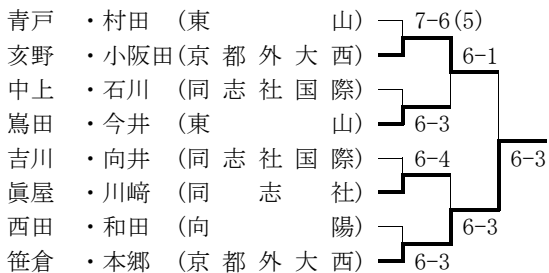 青戸 ・村田 (東山) 7-6(5)
亥野 ・小阪田(京都外大西) 6-1
中上 ・石川 (同志社国際)
嶌田 ・今井 (東山) 6-3
6-3
吉川 ・向井 (同志社国際) 6-4
眞屋 ・川﨑 (同志社)
西田 ・和田 (向陽) 6-3
笹倉 ・本郷 (京都外大西) 6-3